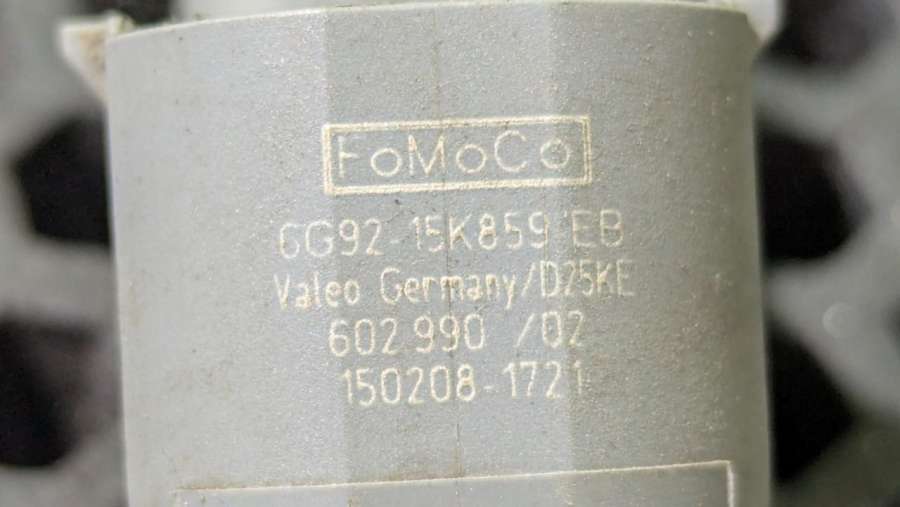 FoMoCo
6G92-15K859 EB
Valeo Germany/D25KE
602.990 /02
150208-1721